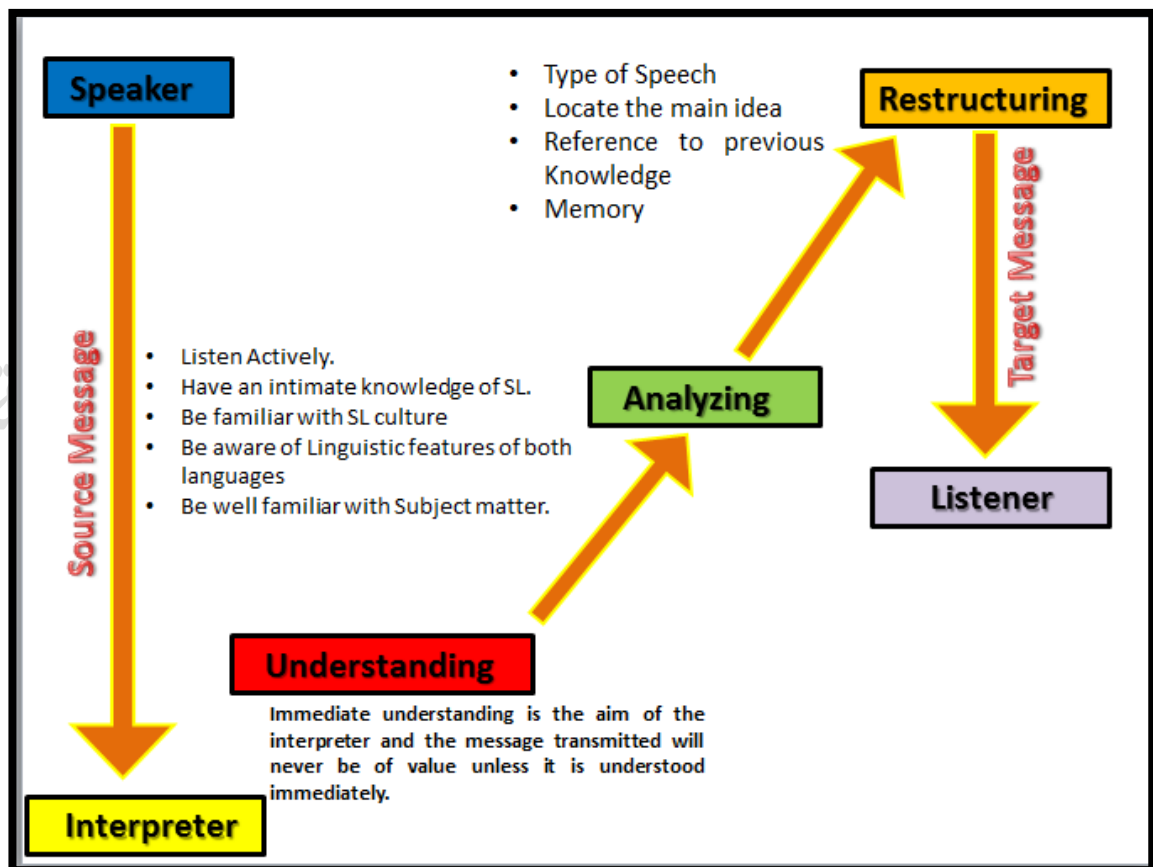 Speaker
• Type of Speech
• Locate the main idea
• Reference to previous
Knowledge
• Memory
Restructuring
Source Message
• Listen Actively.
• Have an intimate knowledge of SL.
• Be familiar with SL culture
• Be aware of Linguistic features of both
languages
• Be well familiar with Subject matter.
Analyzing
Target Message
Listener
Understanding
Immediate understanding is the aim of the
interpreter and the message transmitted will
never be of value unless it is understood
immediately.
Interpreter